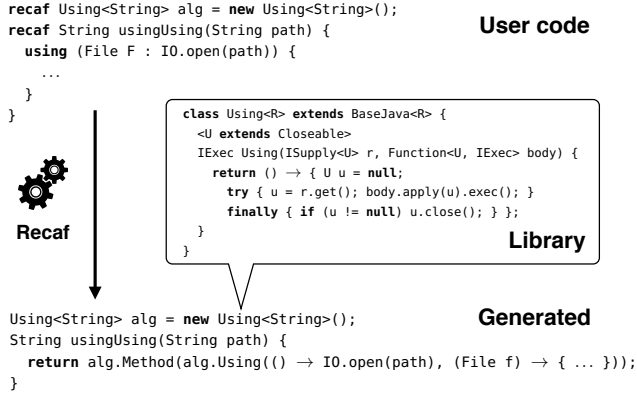 recaf Using<String> alg = new Using<String>();
recaf String usingUsing(String path) {
using (File F : IO.open(path)) {
...
}
}
User code
class Using<R> extends BaseJava<R> {
<U extends Closeable>
IExec Using(ISupply<U> r, Function<U, IExec> body) {
return () → { U u = null;
try { u = r.get(); body.apply(u).exec(); }
finally { if (u != null) u.close(); } };
}
}
Library
Recaf
Using<String> alg = new Using<String>();
Generated
String usingUsing(String path) {
return alg.Method(alg.Using(() → IO.open(path), (File f) → { ... }));
}